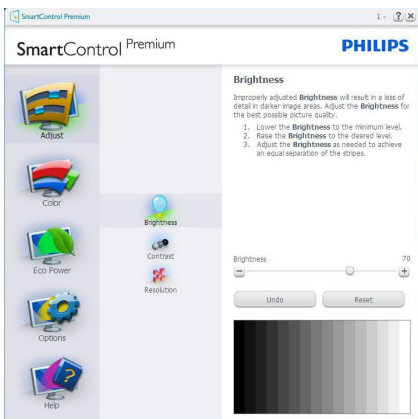 SmartControl Premium
1 -
?
X
SmartControl Premium
PHILIPS
Adjust
Color
Eco Power
Options
Help
Brightness
Contrast
Resolution
Brightness
Improperly adjusted Brightness will result in a loss of
detail in darker image areas. Adjust the Brightness for
the best possible picture quality.
1. Lower the Brightness to the minimum level.
2. Raise the Brightness to the desired level.
3. Adjust the Brightness as needed to achieve
an equal separation of the stripes.
Brightness 70
Undo Reset